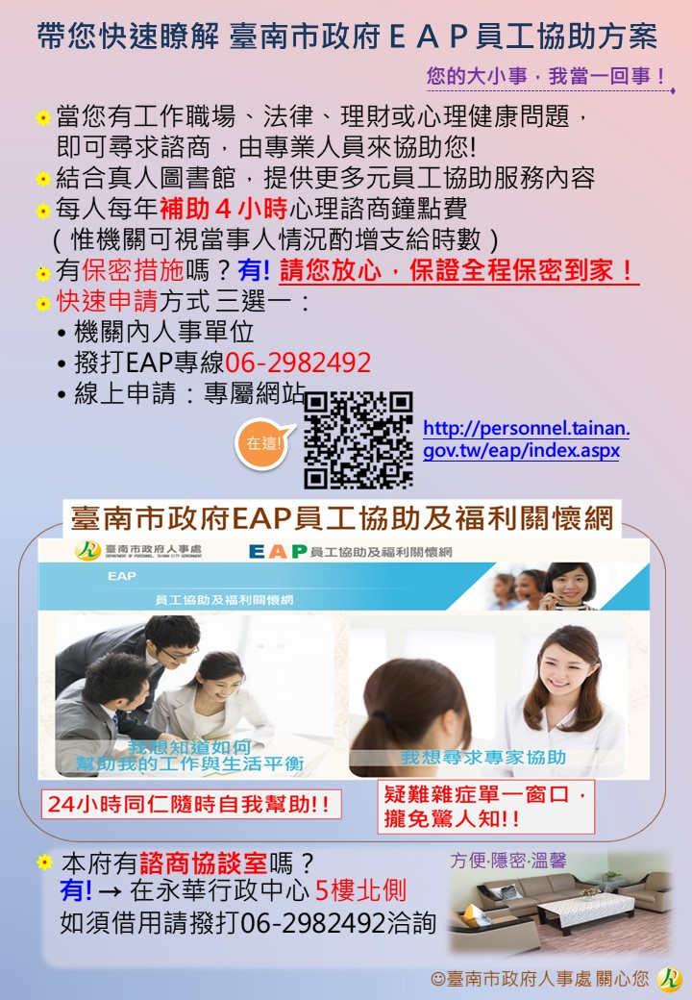 帶您快速瞭解 臺南市政府ＥＡＰ員工協助方案
您的大小事，我當一回事！
當您有工作職場、法律、理財或心理健康問題，
即可尋求諮商，由專業人員來協助您!
結合真人圖書館，提供更多元員工協助服務內容
每人每年補助４小時心理諮商鐘點費
（惟機關可視當事人情況酌增支給時數）
有保密措施嗎？有! 請您放心，保證全程保密到家！
快速申請方式 三選一：
• 機關內人事單位
• 撥打EAP專線06-2982492
• 線上申請：專屬網站
在這!
http://personnel.tainan.
gov.tw/eap/index.aspx
臺南市政府EAP員工協助及福利關懷網
臺南市政府人事處
DEPARTMENT OF PERSONNEL, TAINAN CITY GOVERNMENT
EAP員工協助及福利關懷網
EAP
員工協助及福利關懷網
我想知道如何
幫助我的工作與生活平衡
我想尋求專家協助
24小時同仁隨時自我幫助!!
疑難雜症單一窗口，
攏免驚人知!!
本府有諮商協談室嗎？
有!→ 在永華行政中心 5樓北側
如須借用請撥打06-2982492洽詢
方便‧隱密‧溫馨
☺臺南市政府人事處 關心您